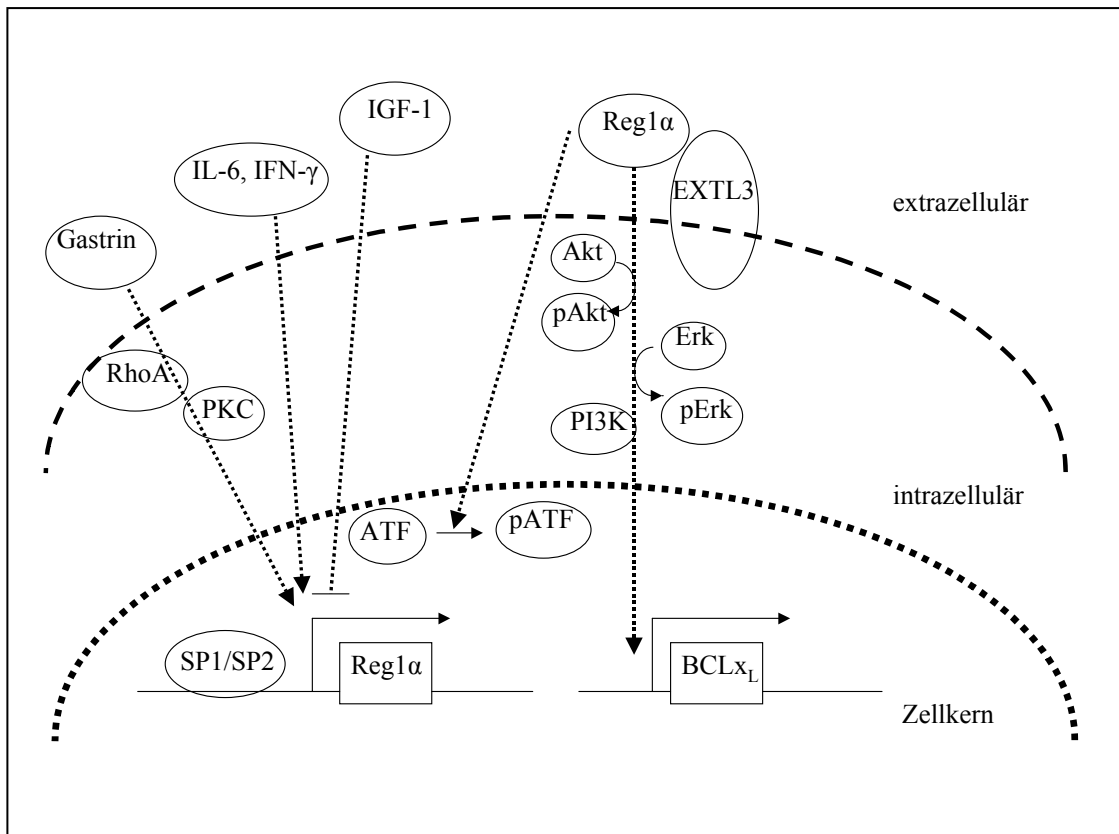 IGF-1
Reg1α
IL-6, IFN-γ
EXTL3
extrazellulär
Gastrin
Akt
pAkt
Erk
RhoA
PKC
PI3K
pErk
intrazellulär
ATF
pATF
SP1/SP2
Reg1α
BCLxL
Zellkern